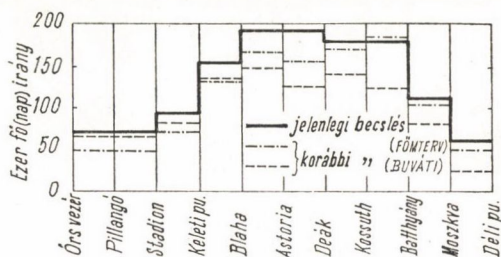 Ezer fő(nap) irány
200
150
100
50
0
jelenlegi becslés
korábbi " (FŐMTERV)
(BUVÁTI)
Örs vezér
Pillangó
Stadion
Keleti pu.
Blaha
Astoria
Deák
Kossuth
Batthyány
Moszkva
Déli pu.